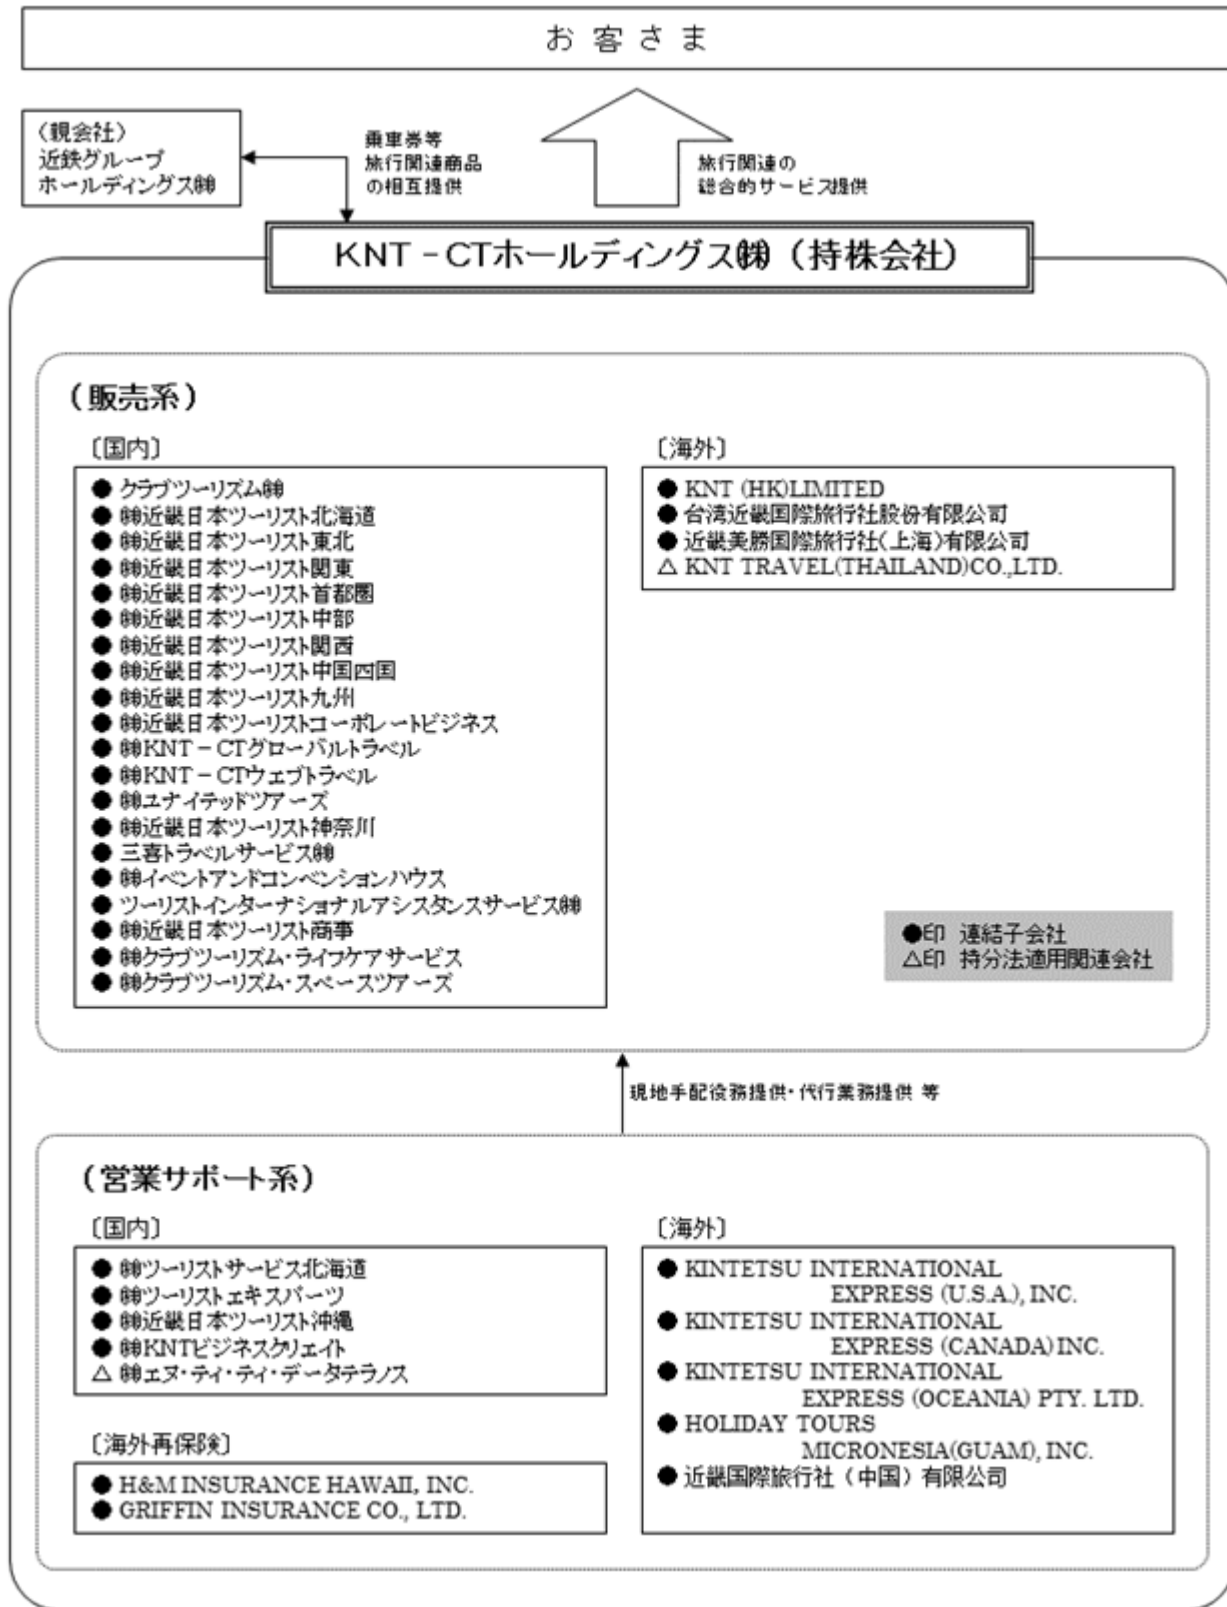 お客さま
〈親会社〉
近鉄グループ
ホールディングス㈱
乗車券等
旅行関連商品
の相互提供
旅行関連の
総合的サービス提供
KNT－CTホールディングス㈱（持株会社）
（販売系）
〔国内〕
● クラブツーリズム㈱
● ㈱近畿日本ツーリスト北海道
● ㈱近畿日本ツーリスト東北
● ㈱近畿日本ツーリスト関東
● ㈱近畿日本ツーリスト首都圏
● ㈱近畿日本ツーリスト中部
● ㈱近畿日本ツーリスト関西
● ㈱近畿日本ツーリスト中国四国
● ㈱近畿日本ツーリスト九州
● ㈱近畿日本ツーリストコーポレートビジネス
● ㈱KNT－CTグローバルトラベル
● ㈱KNT－CTウェブトラベル
● ㈱ユナイテッドツアーズ
● ㈱近畿日本ツーリスト神奈川
● 三喜トラベルサービス㈱
● ㈱イベントアンドコンベンションハウス
● ツーリストインターナショナルアシスタンスサービス㈱
● ㈱近畿日本ツーリスト商事
● ㈱クラブツーリズム・ライフケアサービス
● ㈱クラブツーリズム・スペースツアーズ
〔海外〕
● KNT (HK)LIMITED
● 台湾近畿国際旅行社股份有限公司
● 近畿美勝国際旅行社(上海)有限公司
△ KNT TRAVEL(THAILAND)CO.,LTD.
●印 連結子会社
△印 持分法適用関連会社
現地手配役務提供・代行業務提供 等
（営業サポート系）
〔国内〕
● ㈱ツーリストサービス北海道
● ㈱ツーリストエキスパーツ
● ㈱近畿日本ツーリスト沖縄
● ㈱KNTビジネスクリエイト
△ ㈱エヌ・ティ・ティ・データテラノス
〔海外再保険〕
● H&M INSURANCE HAWAII, INC.
● GRIFFIN INSURANCE CO., LTD.
〔海外〕
● KINTETSU INTERNATIONAL
EXPRESS (U.S.A.), INC.
● KINTETSU INTERNATIONAL
EXPRESS (CANADA) INC.
● KINTETSU INTERNATIONAL
EXPRESS (OCEANIA) PTY. LTD.
● HOLIDAY TOURS
MICRONESIA(GUAM), INC.
● 近畿国際旅行社（中国）有限公司